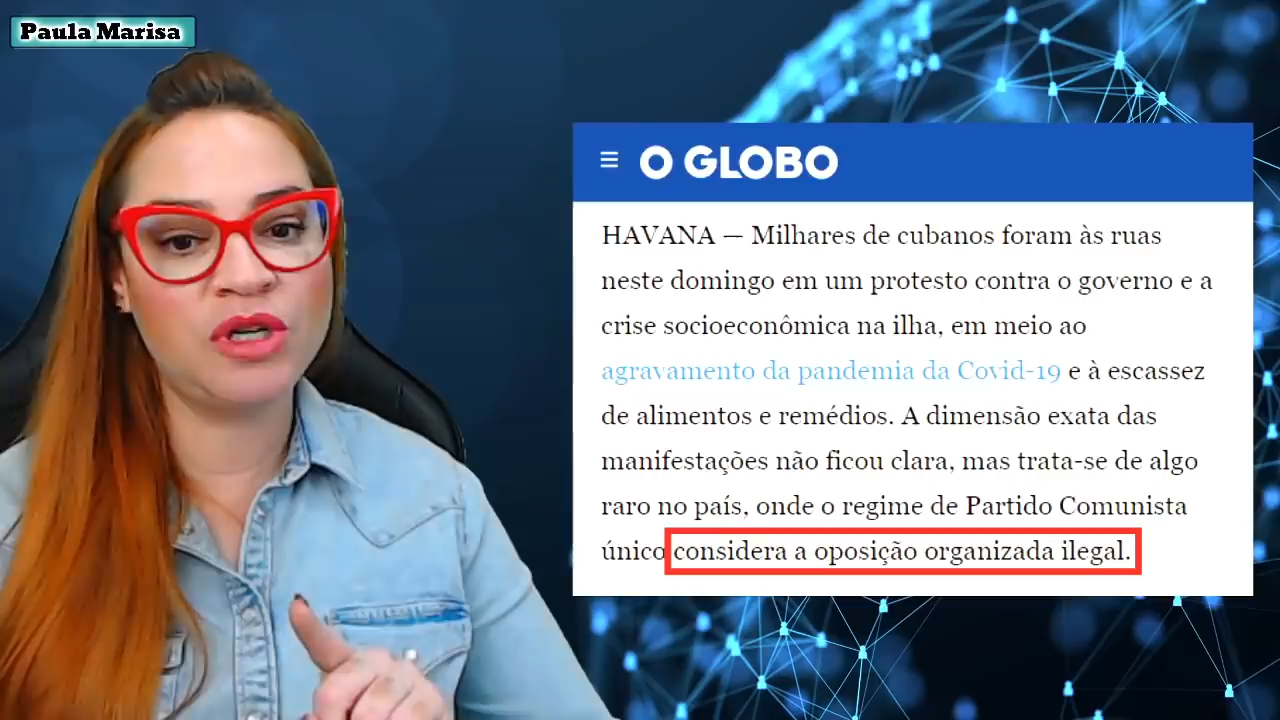 Paula Marisa
O GLOBO
HAVANA — Milhares de cubanos foram às ruas
neste domingo em um protesto contra o governo e a
crise socioeconômica na ilha, em meio ao
agravamento da pandemia da Covid-19 e à escassez
de alimentos e remédios. A dimensão exata das
manifestações não ficou clara, mas trata-se de algo
raro no país, onde o regime de Partido Comunista
único considera a oposição organizada ilegal.